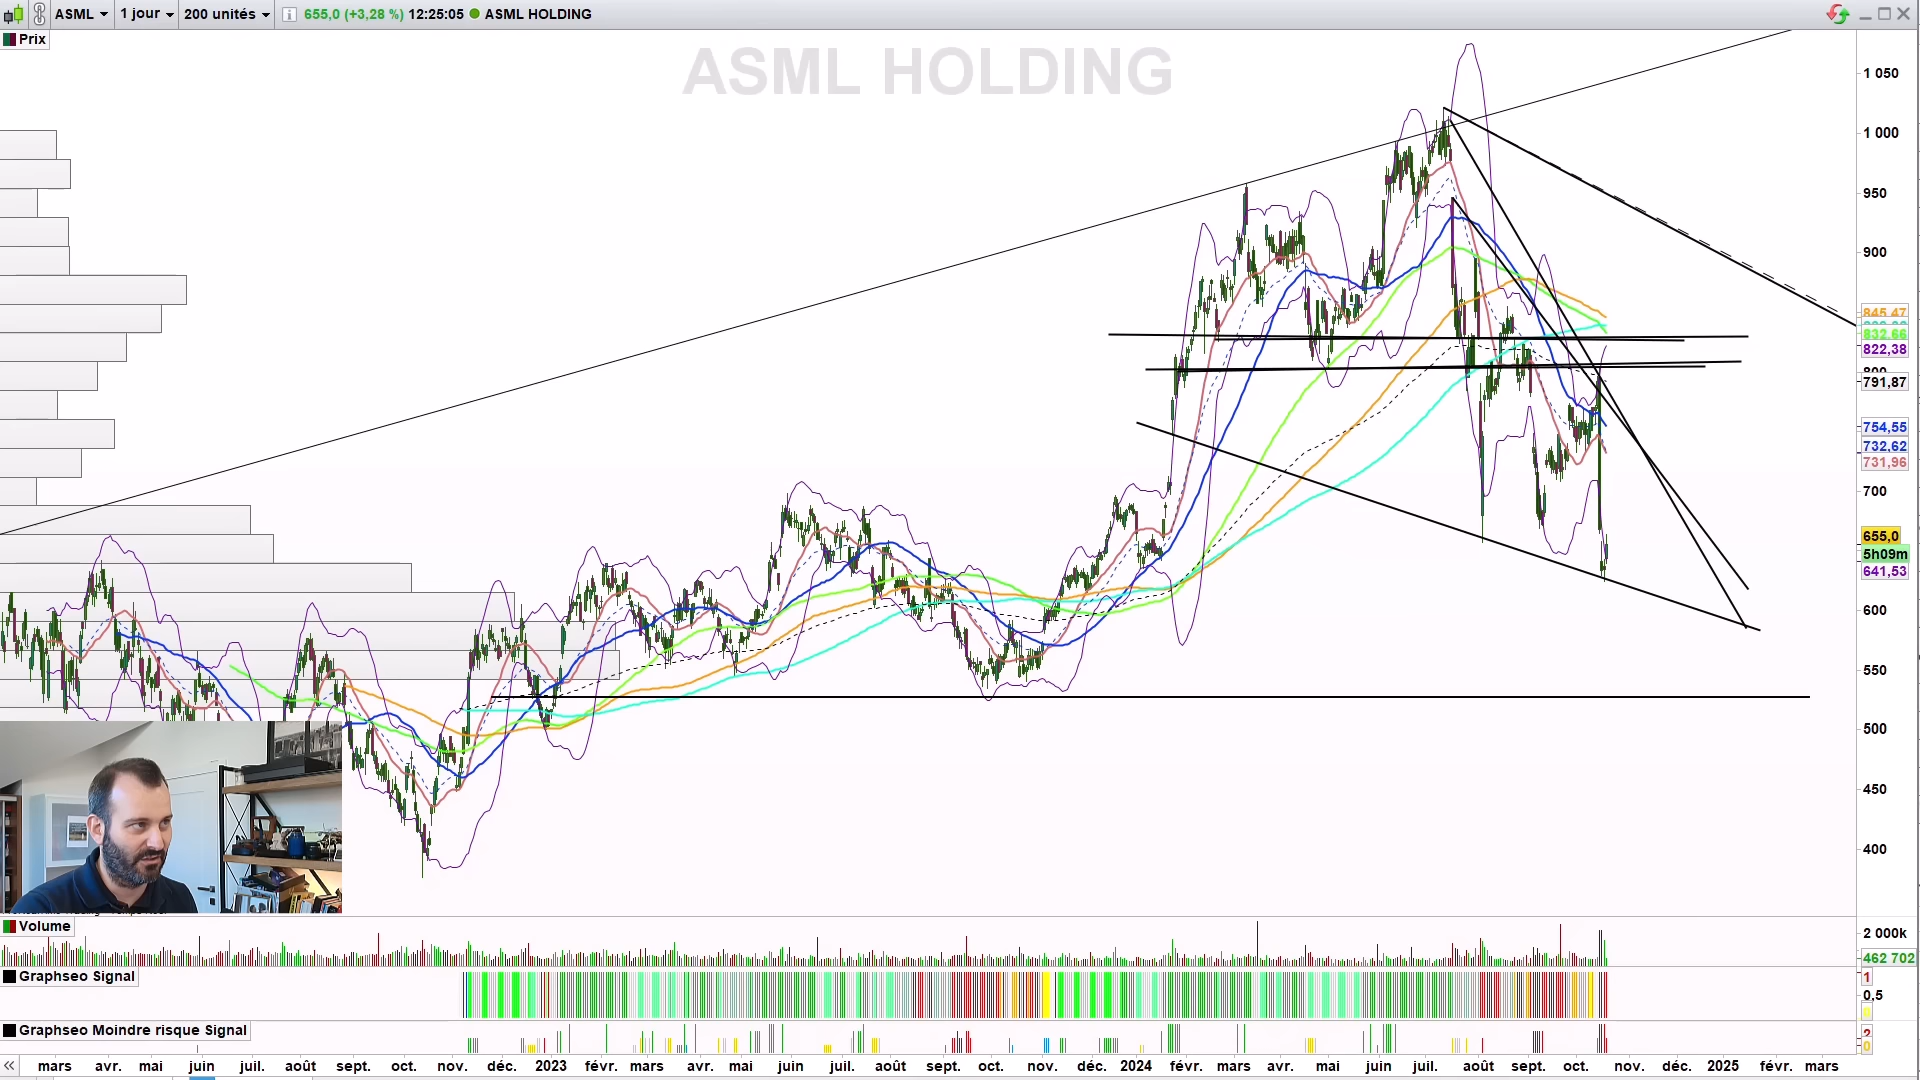 ASML 1 jour 200 unités 655,0 (+3,28 %) 12:25:05 ASML HOLDING
Prix
ASML HOLDING
1 050
1 000
950
900
845,47
832,66
822,38
791,87
754,55
732,62
731,96
700
655,0
5h09m
641,53
600
550
500
450
400
Volume
2 000k
462 702
Graphseo Signal
1
0,5
0
Graphseo Moindre risque Signal
2
0
mars avr. mai juin juil. août sept. oct. nov. déc. 2023 févr. mars avr. mai juin juil. août sept. oct. nov. déc. 2024 févr. mars avr. mai juin juil. août sept. oct. nov. déc. 2025 févr. mars